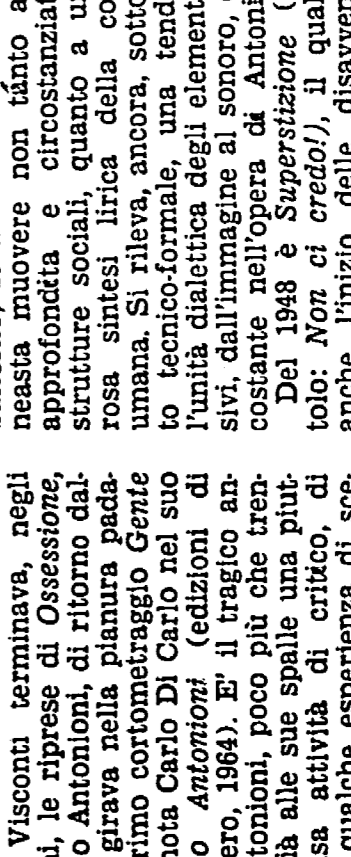 Visconti terminava, negli
le riprese di Ossessione,
o Antonioni, di ritorno dal-
girava nella pianura pada-
rimo cortometraggio Gente
nota Carlo Di Carlo nel suo
o Antonioni (edizioni di
ero, 1964). E' il tragico an-
tonioni, poco più che tren-
ià alle sue spalle una piut-
sa attività di critico, di
qualche esperienza di sce-
neasta muovere non tanto a
approfondita e circostanziat
strutture sociali, quanto a u
rosa sintesi lirica della co
umana. Si rileva, ancora, sotto
to tecnico-formale, una tend
l'unità dialettica degli element
sivi, dall'immagine al sonoro,
costante nell'opera di Antoni
Del 1948 è Superstizione (
tolo: Non ci credo!), il qual
anche l'inizio delle disavven